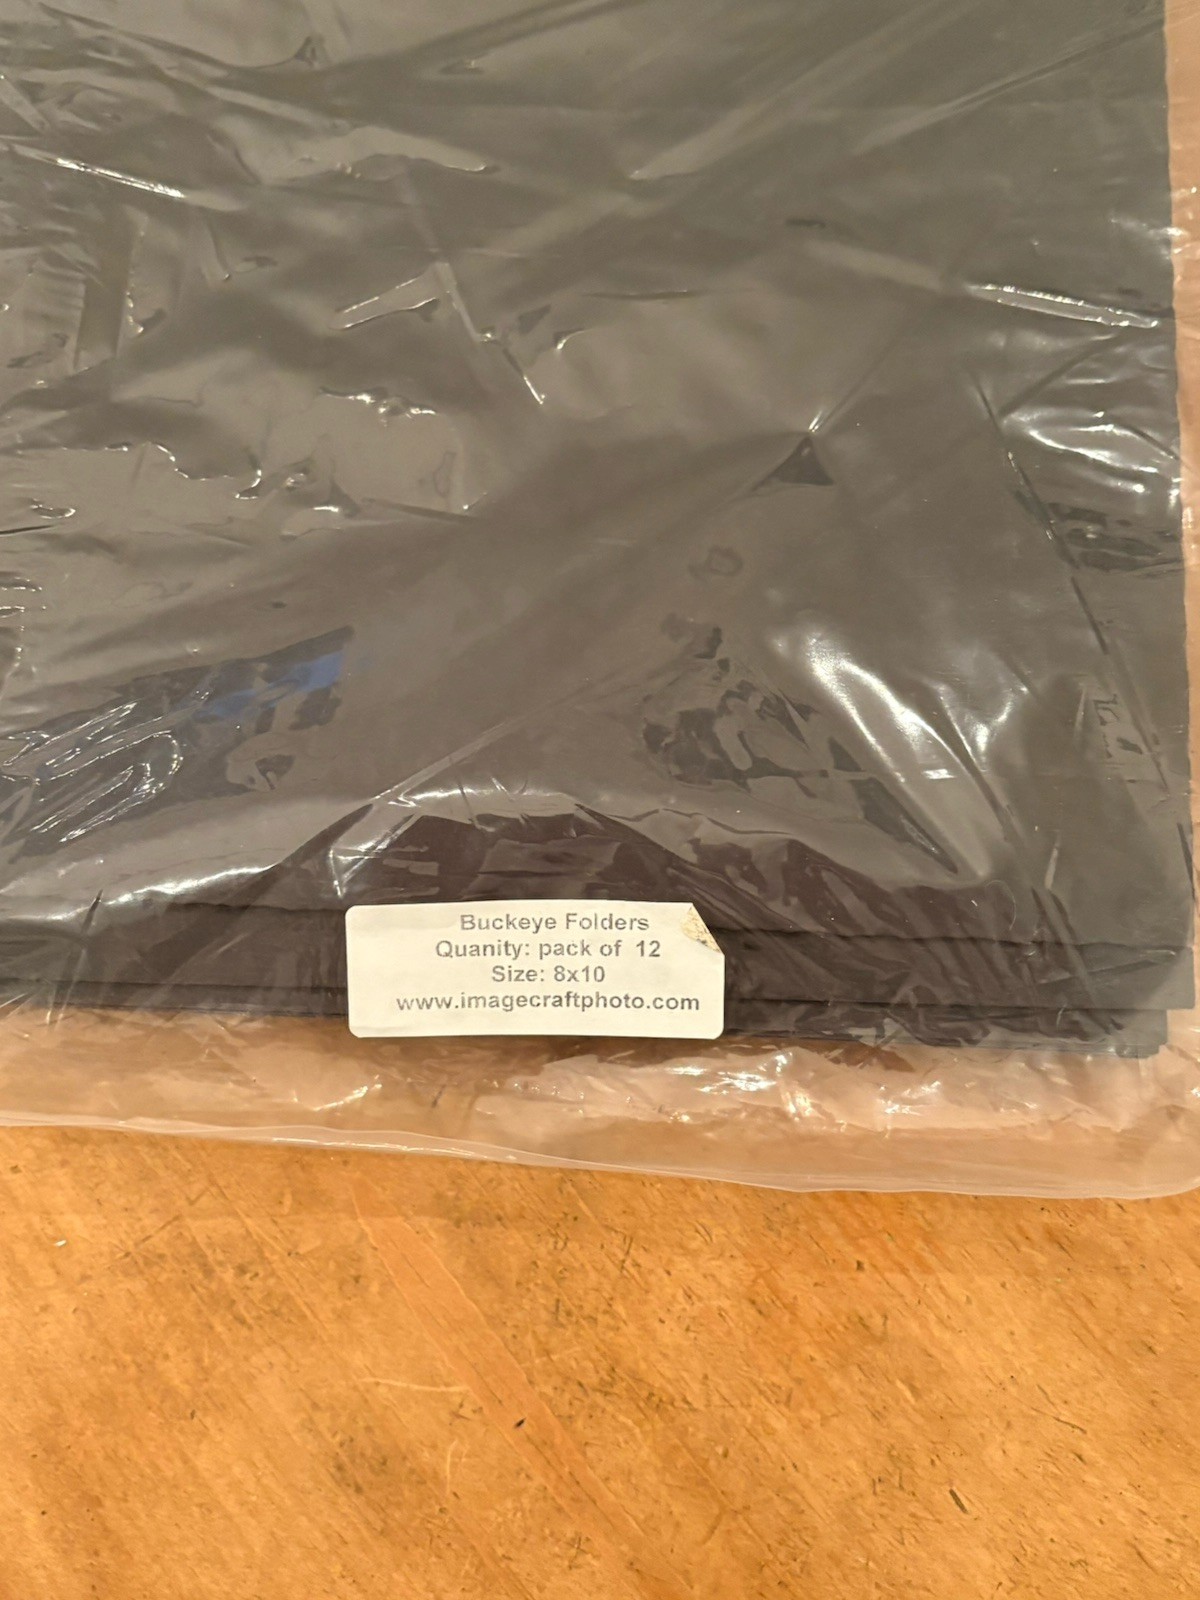 Buckeye Folders
Quanity: pack of 12
Size: 8x10
www.imagecraftphoto.com